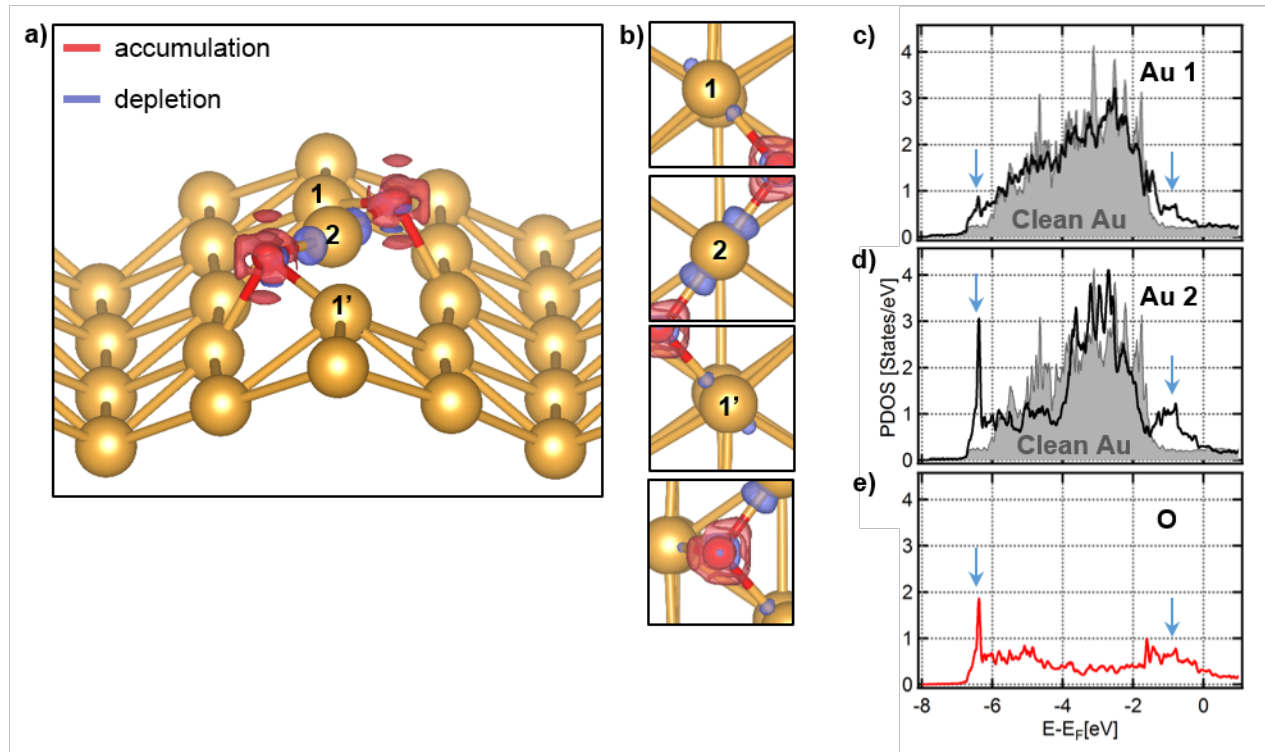 a)
accumulation
depletion
1
2
1'
b)
1
2
1'
c)
4
3
2
1
0
Au 1
Clean Au
d)
4
3
2
1
0
PDOS [States/eV]
Au 2
Clean Au
e)
4
3
2
1
0
O
-8 -6 -4 -2 0
E-EF[eV]